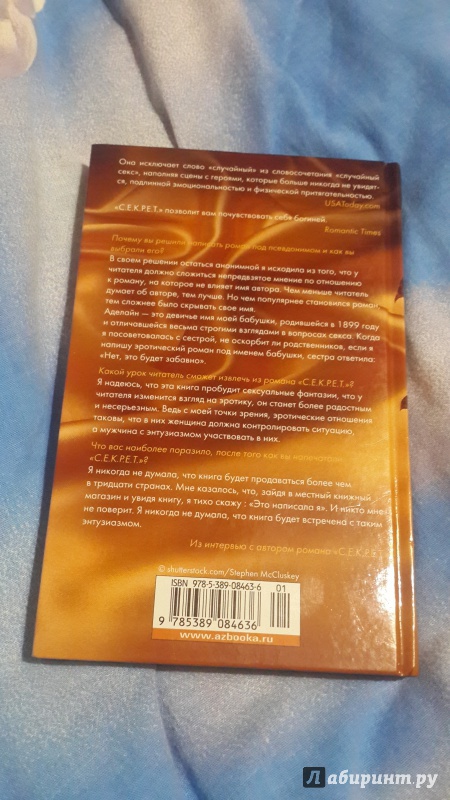 Она исключает слово «случайный» из словосочетания «случайный
секс», наполняя сцены с героями, которые больше никогда не увидят-
ся, подлинной эмоциональностью и физической притягательностью.
USAToday.com
«С.Е.К.Р.Е.Т.» позволит вам почувствовать себя богиней.
Romantic Times
Почему вы решили написать роман под псевдонимом и как вы
выбрали его?
В своем решении остаться анонимной я исходила из того, что у
читателя должно сложиться непредвзятое мнение по отношению
к роману, на которое не влияет имя автора. Чем меньше читатель
думает об авторе, тем лучше. Но чем популярнее становился роман,
тем сложнее было скрывать свое имя.
Аделайн — это девичье имя моей бабушки, родившейся в 1899 году
и отличавшейся весьма строгими взглядами в вопросах секса. Когда
я посоветовалась с сестрой, не оскорбит ли родственников, если я
напишу эротический роман под именем бабушки, сестра ответила:
«Нет, это будет забавно».
Какой урок читатель сможет извлечь из романа «С.Е.К.Р.Е.Т.»?
Я надеюсь, что эта книга пробудит сексуальные фантазии, что у
читателя изменится взгляд на эротику, он станет более радостным
и несерьезным. Ведь с моей точки зрения, эротические отношения
таковы, что в них женщина должна контролировать ситуацию,
а мужчина с энтузиазмом участвовать в них.
Что вас наиболее поразило, после того как вы напечатали
«С.Е.К.Р.Е.Т.»?
Я никогда не думала, что книга будет продаваться более чем
в тридцати странах. Мне казалось, что, зайдя в местный книжный
магазин и увидя книгу, я тихо скажу : «Это написала я». И никто мне
не поверит. Я никогда не думала, что книга будет встречена с таким
энтузиазмом.
Из интервью с автором романа «С.Е.К.Р.Е.Т.»
© shutterstock.com/Stephen McCluskey
ISBN 978-5-389-08463-6 01
9 785389 084636
www.azbooka.ru
Лабиринт.ру